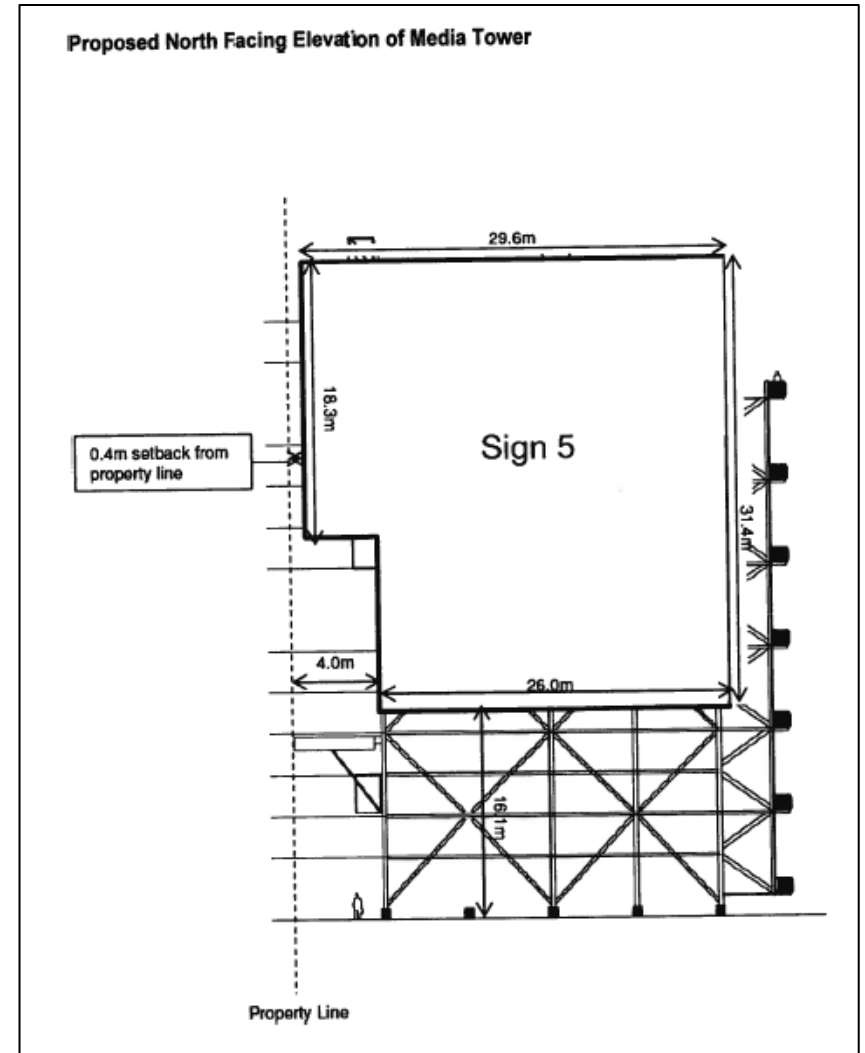 Proposed North Facing Elevation of Media Tower
29.6m
18.3m
Sign 5
0.4m setback from
property line
31.4m
4.0m
26.0m
16.1m
Property Line